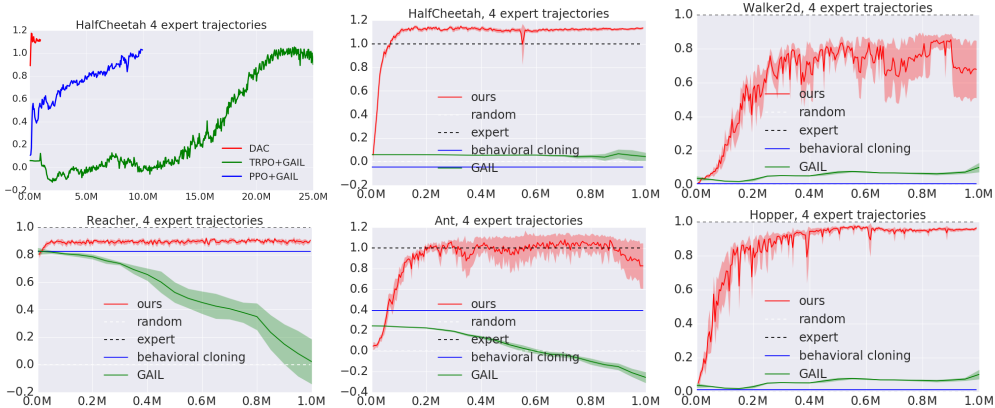 HalfCheetah 4 expert trajectories
1.2
1.0
0.8
0.6
0.4
0.2
0.0
−0.2
0.0M 5.0M 10.0M 15.0M 20.0M 25.0M
DAC
TRPO+GAIL
PPO+GAIL
HalfCheetah, 4 expert trajectories
1.2
1.0
0.8
0.6
0.4
0.2
0.0
−0.2
0.0M 0.2M 0.4M 0.6M 0.8M 1.0M
ours
random
expert
behavioral cloning
GAIL
Walker2d, 4 expert trajectories
1.0
0.8
0.6
0.4
0.2
0.0
0.0M 0.2M 0.4M 0.6M 0.8M 1.0M
ours
random
expert
behavioral cloning
GAIL
Reacher, 4 expert trajectories
1.0
0.8
0.6
0.4
0.2
0.0
−0.2
0.0M 0.2M 0.4M 0.6M 0.8M 1.0M
ours
random
expert
behavioral cloning
GAIL
Ant, 4 expert trajectories
1.2
1.0
0.8
0.6
0.4
0.2
0.0
−0.2
−0.4
0.0M 0.2M 0.4M 0.6M 0.8M 1.0M
ours
random
expert
behavioral cloning
GAIL
Hopper, 4 expert trajectories
1.0
0.8
0.6
0.4
0.2
0.0
0.0M 0.2M 0.4M 0.6M 0.8M 1.0M
ours
random
expert
behavioral cloning
GAIL